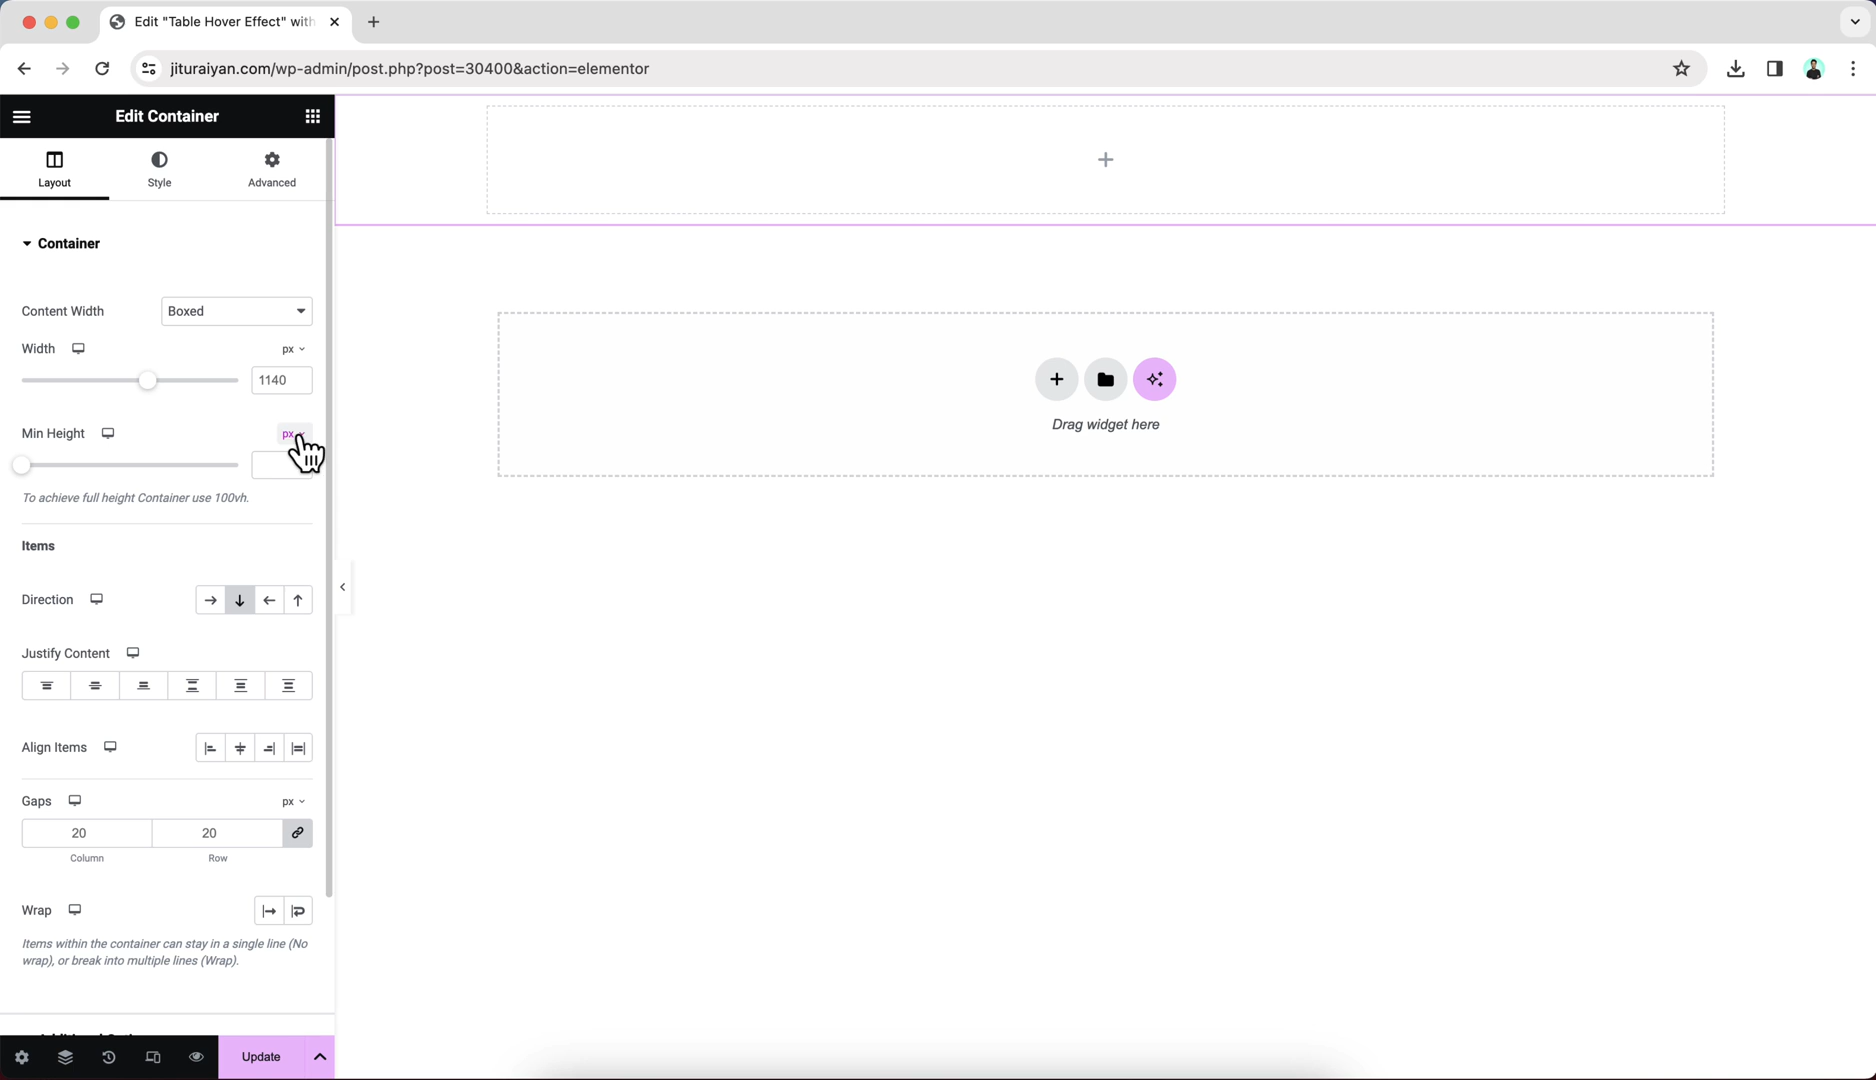 Edit "Table Hover Effect" with
jituraiyan.com/wp-admin/post.php?post=30400&action=elementor
Edit Container
Layout
Style
Advanced
Container
Content Width
Boxed
Width
px
1140
Min Height
px
To achieve full height Container use 100vh.
Items
Direction
Justify Content
Align Items
Gaps
px
20
20
Column
Row
Wrap
Items within the container can stay in a single line (No
wrap), or break into multiple lines (Wrap).
Update
Drag widget here